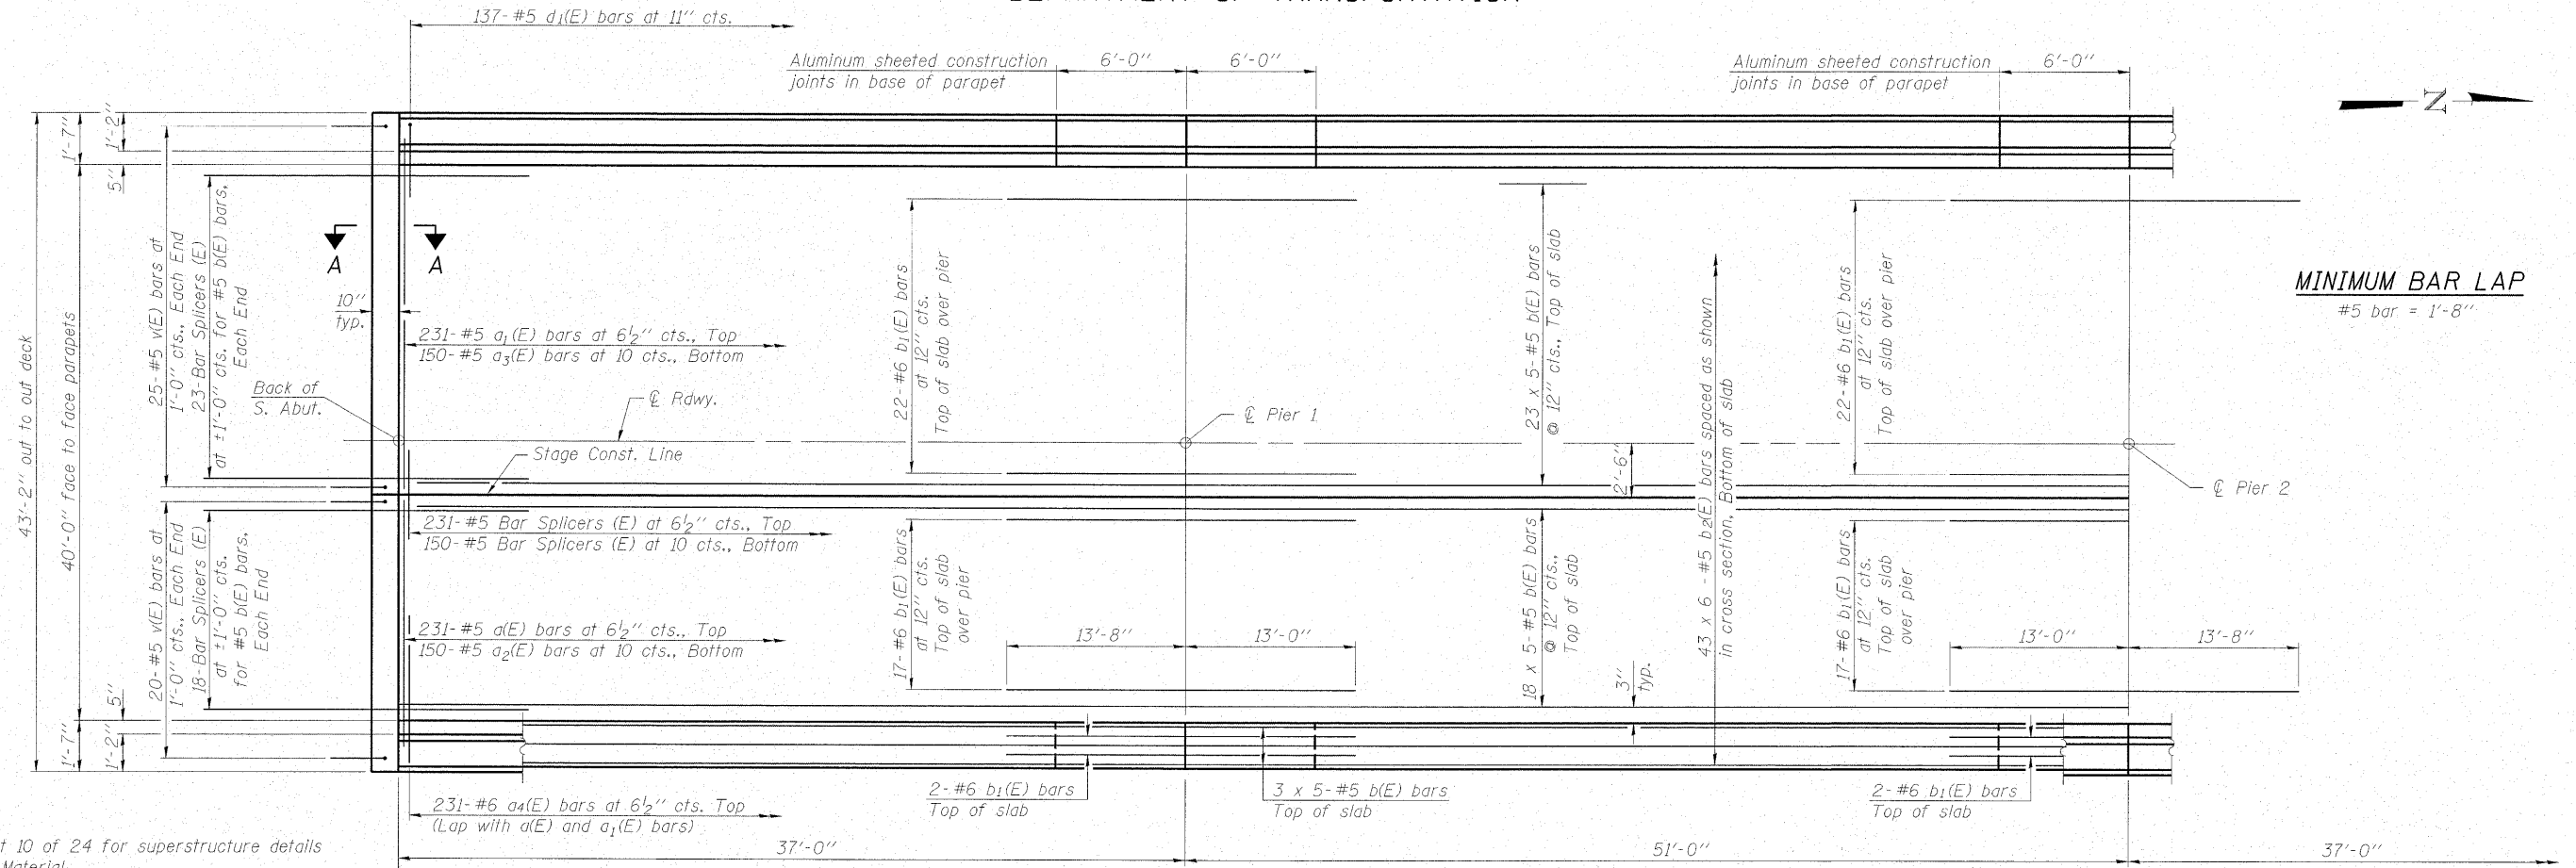 137-#5 d1(E) bars at 11" cts.
Aluminum sheeted construction
joints in base of parapet
6'-0"
6'-0"
Aluminum sheeted construction
joints in base of parapet
6'-0"
N
1'-7"
1'-2"
5"
43'-2" out to out deck
40'-0" face to face parapets
25-#5 v(E) bars at
1'-0" cts., Each End
23-Bar Splicers (E)
at ±1'-0" cts. for #5 b(E) bars,
Each End
A
A
10"
typ.
231-#5 a1(E) bars at 6½" cts., Top
150-#5 a3(E) bars at 10 cts., Bottom
Back of
S. Abut.
℄ Rdwy.
Stage Const. Line
22-#6 b1(E) bars
at 12" cts.
Top of slab over pier
℄ Pier 1
23 x 5-#5 b(E) bars
@ 12" cts., Top of slab
2'-6"
43 x 6 -#5 b2(E) bars spaced as shown
in cross section, Bottom of slab
22-#6 b1(E) bars
at 12" cts.
Top of slab over pier
℄ Pier 2
MINIMUM BAR LAP
#5 bar = 1'-8"
20-#5 v(E) bars at
1'-0" cts., Each End
18-Bar Splicers (E)
at ±1'-0" cts.
for #5 b(E) bars.
Each End
231-#5 Bar Splicers (E) at 6½" cts., Top
150-#5 Bar Splicers (E) at 10 cts., Bottom
231-#5 a(E) bars at 6½" cts., Top
150-#5 a2(E) bars at 10 cts., Bottom
17-#6 b1(E) bars
at 12" cts.
Top of slab
over pier
13'-8"
13'-0"
18 x 5-#5 b(E) bars
@ 12" cts.,
Top of slab
3"
typ.
17-#6 b1(E) bars
at 12" cts.
Top of slab
over pier
13'-0"
13'-8"
5"
1'-7"
1'-2"
231-#6 a4(E) bars at 6½" cts. Top
(Lap with a(E) and a1(E) bars)
2-#6 b1(E) bars
Top of slab
3 x 5-#5 b(E) bars
Top of slab
2-#6 b1(E) bars
Top of slab
t 10 of 24 for superstructure details
37'-0"
51'-0"
37'-0"